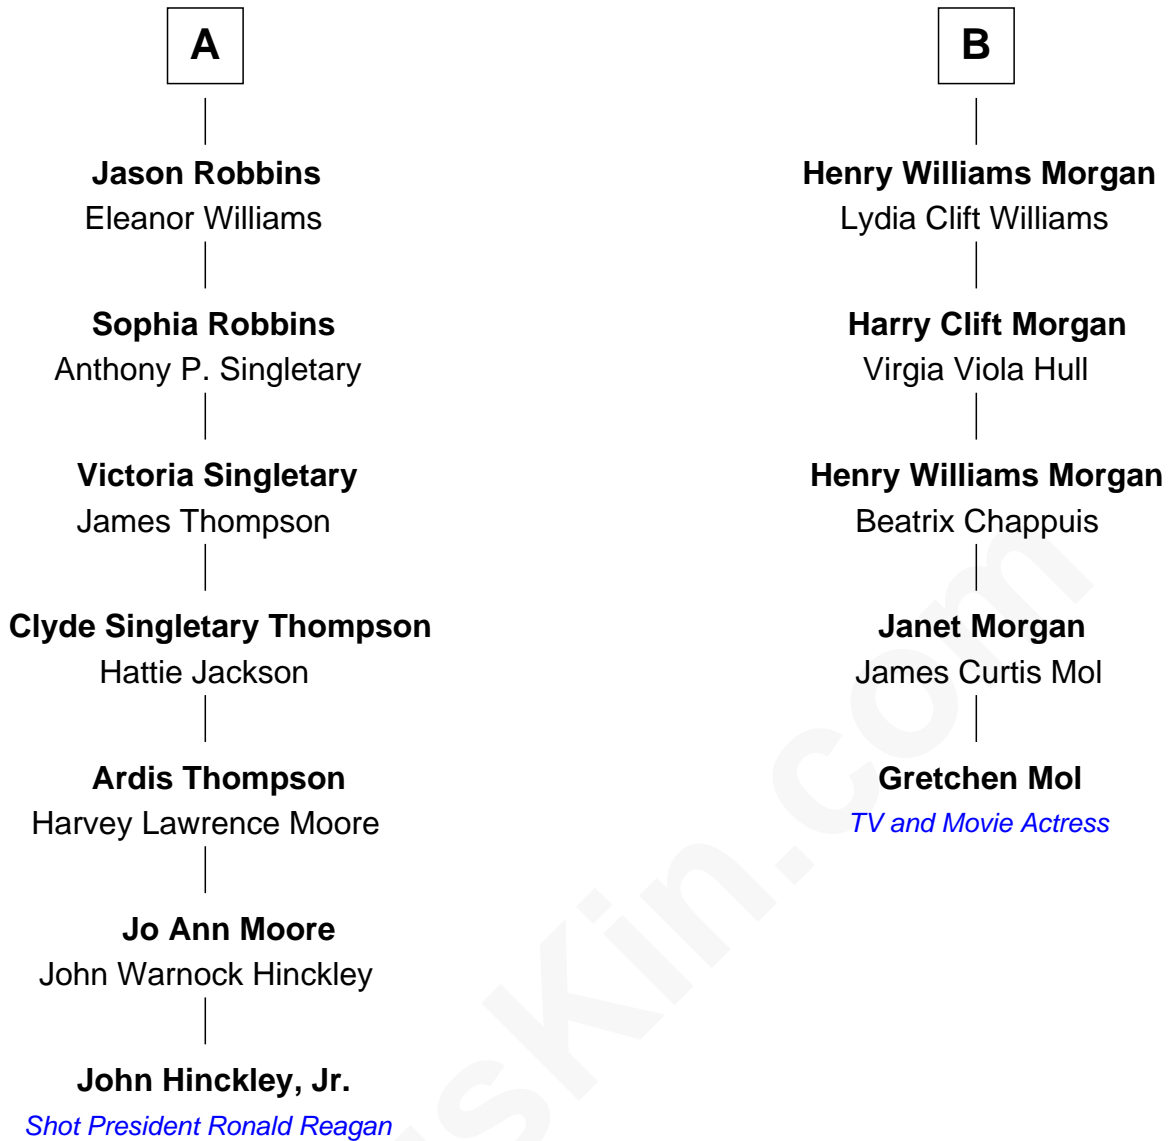 A
Jason Robbins
Eleanor Williams
Sophia Robbins
Anthony P. Singletary
Victoria Singletary
James Thompson
Clyde Singletary Thompson
Hattie Jackson
Ardis Thompson
Harvey Lawrence Moore
Jo Ann Moore
John Warnock Hinckley
John Hinckley, Jr.
Shot President Ronald Reagan
B
Henry Williams Morgan
Lydia Clift Williams
Harry Clift Morgan
Virgia Viola Hull
Henry Williams Morgan
Beatrix Chappuis
Janet Morgan
James Curtis Mol
Gretchen Mol
TV and Movie Actress